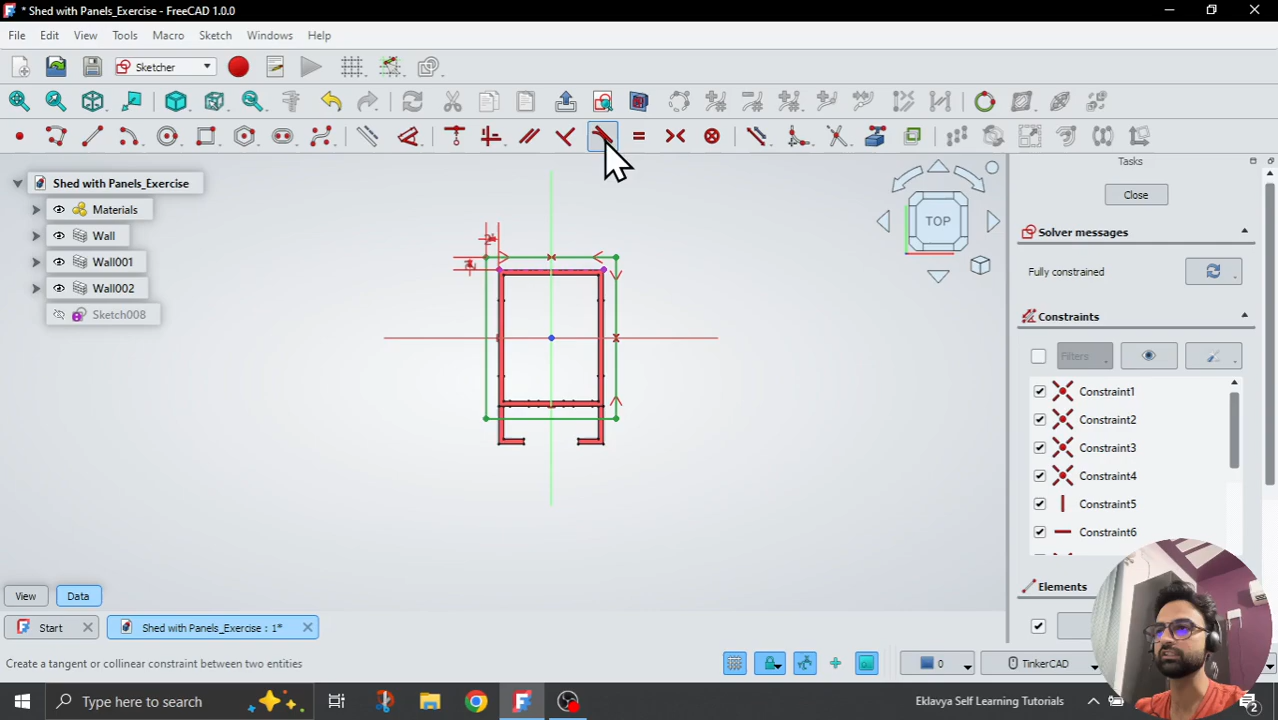 * Shed with Panels_Exercise - FreeCAD 1.0.0
File Edit View Tools Macro Sketch Windows Help
Sketcher
Shed with Panels_Exercise
Materials
Wall
Wall001
Wall002
Sketch008
TOP
Tasks
Close
Solver messages
Fully constrained
Constraints
Filters
Constraint1
Constraint2
Constraint3
Constraint4
Constraint5
Constraint6
Elements
View Data
Start
Shed with Panels_Exercise : 1*
Create a tangent or collinear constraint between two entities
0
TinkerCAD
Type here to search
Eklavya Self Learning Tutorials
2